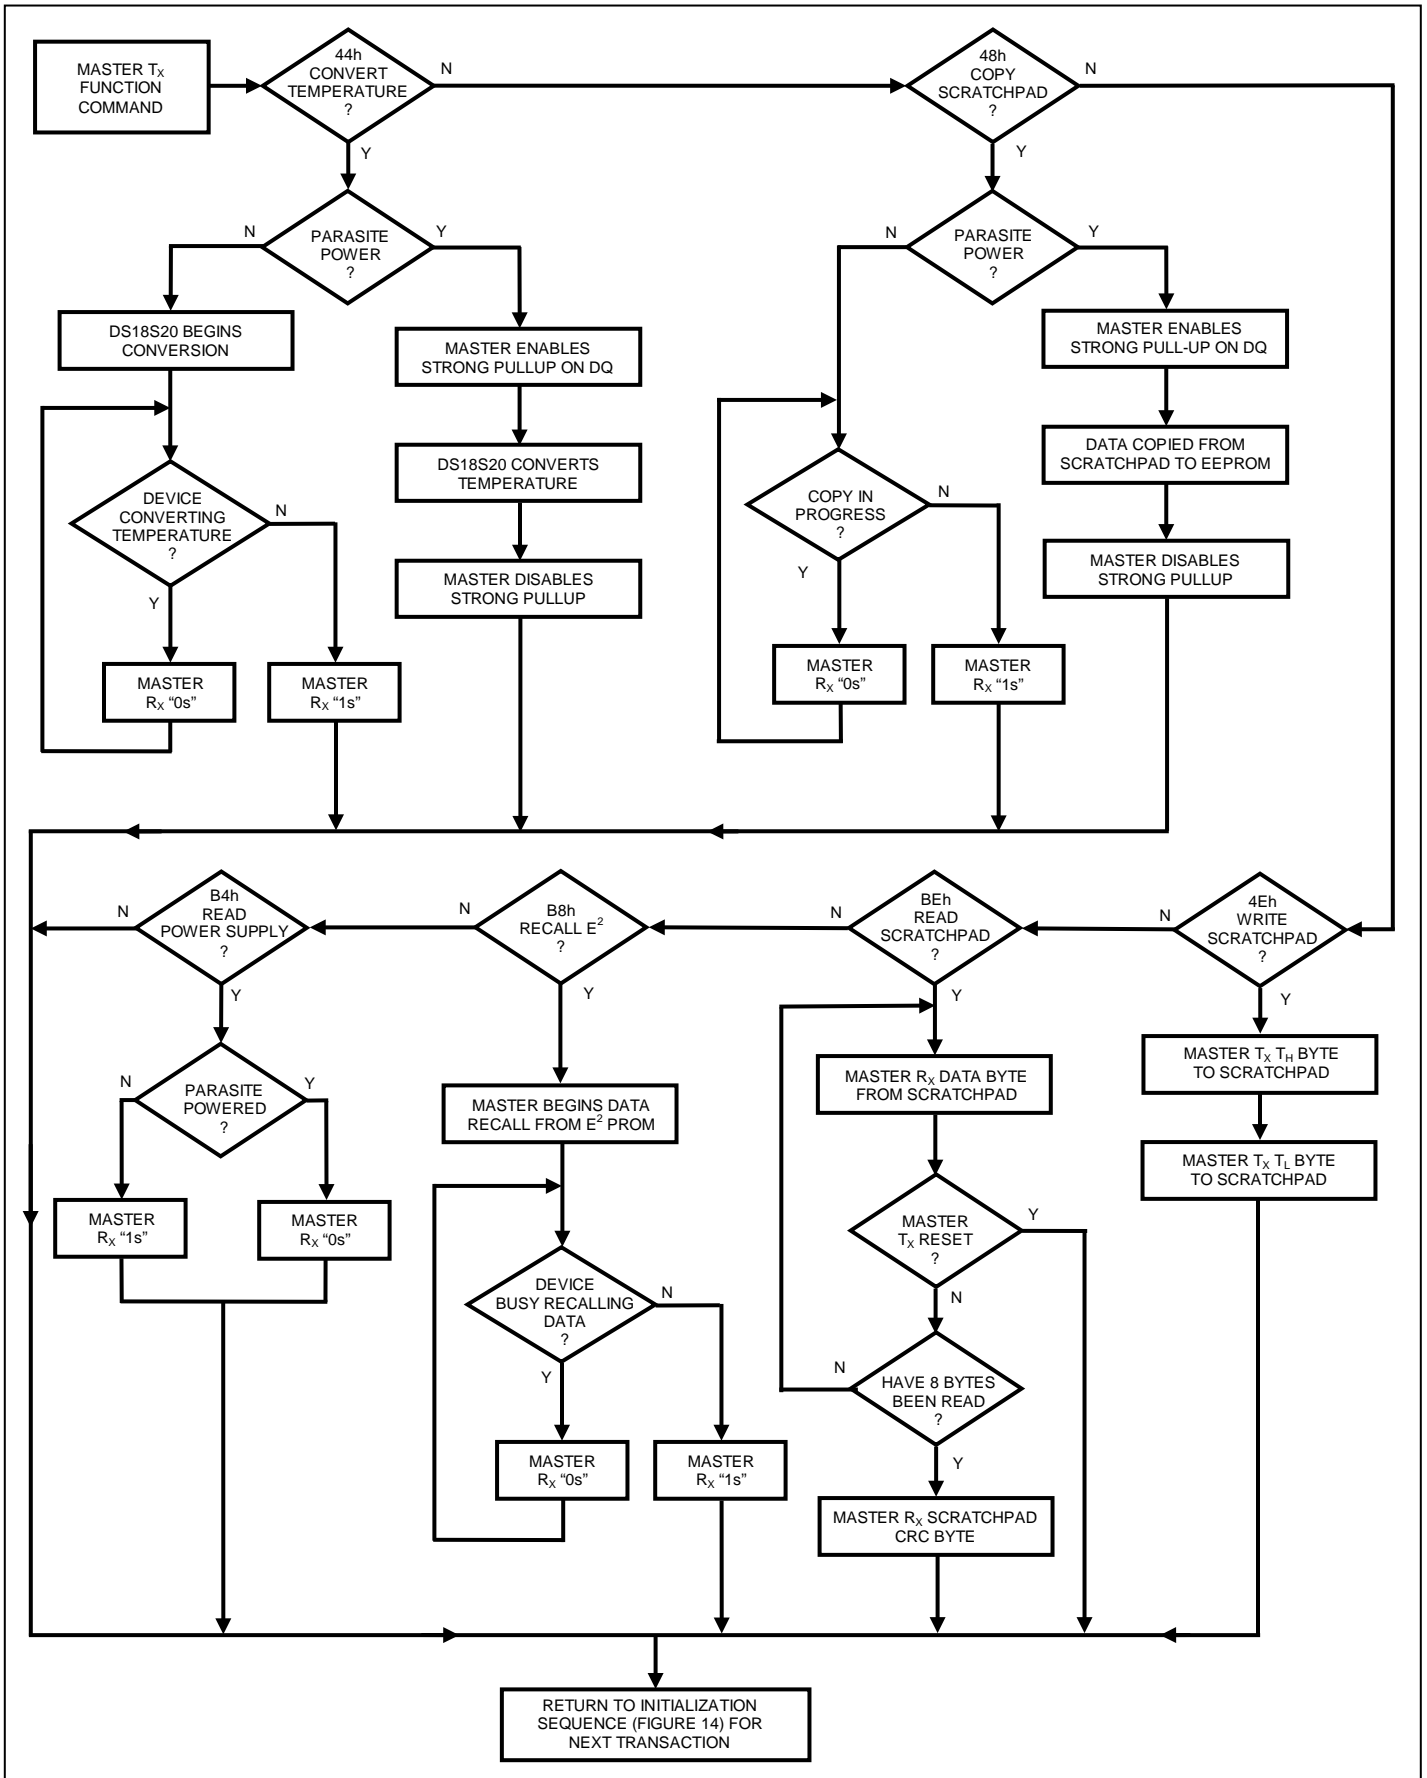 MASTER TX
FUNCTION
COMMAND
44h
CONVERT
TEMPERATURE
?
N
Y
48h
COPY
SCRATCHPAD
?
N
Y
PARASITE
POWER
?
N
Y
DS18S20 BEGINS
CONVERSION
MASTER ENABLES
STRONG PULLUP ON DQ
DEVICE
CONVERTING
TEMPERATURE
?
N
Y
DS18S20 CONVERTS
TEMPERATURE
MASTER DISABLES
STRONG PULLUP
MASTER
RX “0s”
MASTER
RX “1s”
PARASITE
POWER
?
N
Y
MASTER ENABLES
STRONG PULL-UP ON DQ
DATA COPIED FROM
SCRATCHPAD TO EEPROM
COPY IN
PROGRESS
?
N
Y
MASTER DISABLES
STRONG PULLUP
MASTER
RX “0s”
MASTER
RX “1s”
B4h
READ
POWER SUPPLY
?
N
Y
B8h
RECALL E2
?
N
Y
BEh
READ
SCRATCHPAD
?
N
Y
4Eh
WRITE
SCRATCHPAD
?
N
Y
PARASITE
POWERED
?
N
Y
MASTER
RX “1s”
MASTER
RX “0s”
MASTER BEGINS DATA
RECALL FROM E2 PROM
DEVICE
BUSY RECALLING
DATA
?
N
Y
MASTER
RX “0s”
MASTER
RX “1s”
MASTER RX DATA BYTE
FROM SCRATCHPAD
MASTER
TX RESET
?
Y
N
HAVE 8 BYTES
BEEN READ
?
N
Y
MASTER RX SCRATCHPAD
CRC BYTE
MASTER TX TH BYTE
TO SCRATCHPAD
MASTER TX TL BYTE
TO SCRATCHPAD
RETURN TO INITIALIZATION
SEQUENCE (FIGURE 14) FOR
NEXT TRANSACTION